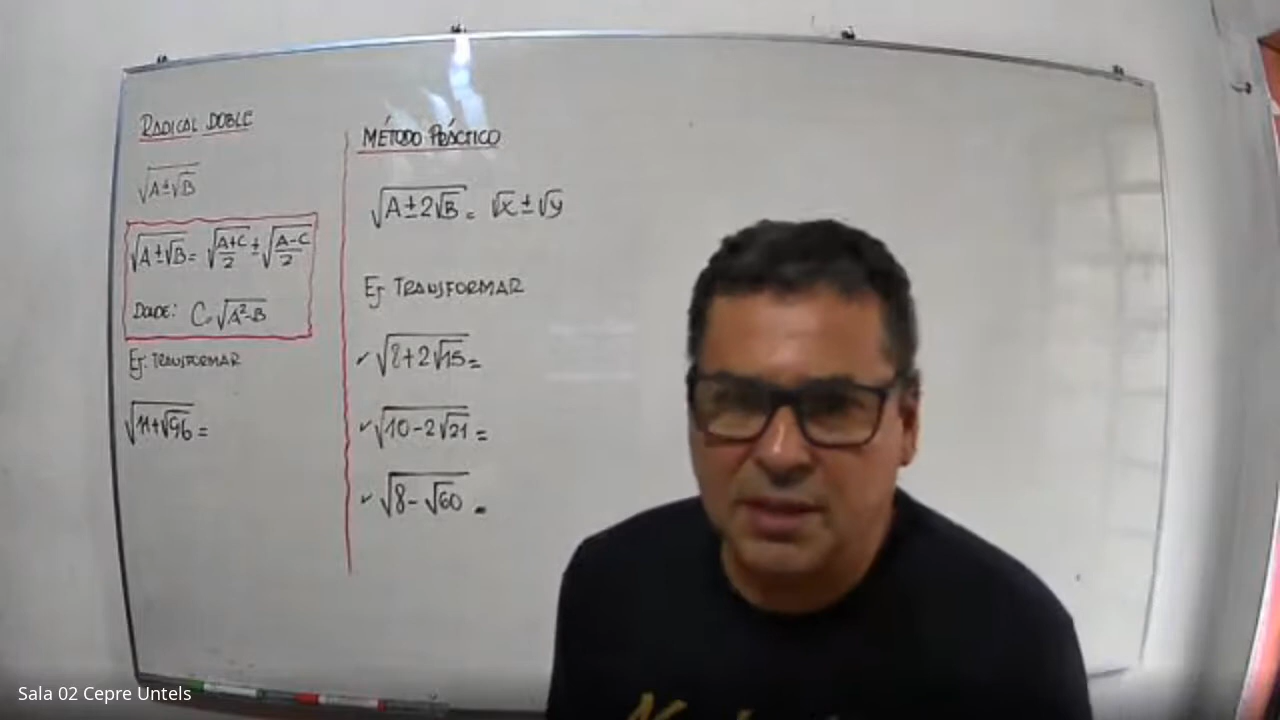 RADICAL DOBLE
√(A±√B)
√(A±√B) = √((A+C)/2) ± √((A-C)/2)
DONDE: C = √(A²-B)
Ej: TRANSFORMAR
√(11+√96) =
MÉTODO PRÁCTICO
√(A±2√B) = √x ± √y
Ej TRANSFORMAR
✓ √(8+2√15) =
✓ √(10-2√21) =
✓ √(8-√60) =
Sala 02 Cepre Untels